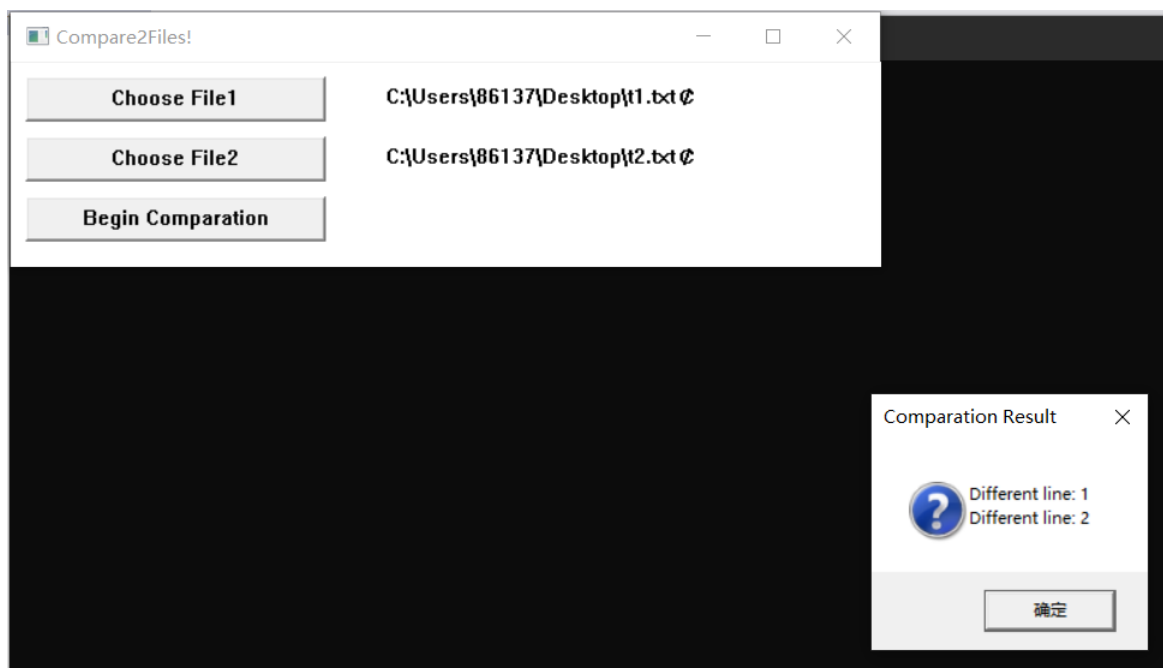 Compare2Files!
Choose File1
C:\Users\86137\Desktop\t1.txt₡
Choose File2
C:\Users\86137\Desktop\t2.txt₡
Begin Comparation
Comparation Result
Different line: 1
Different line: 2
确定